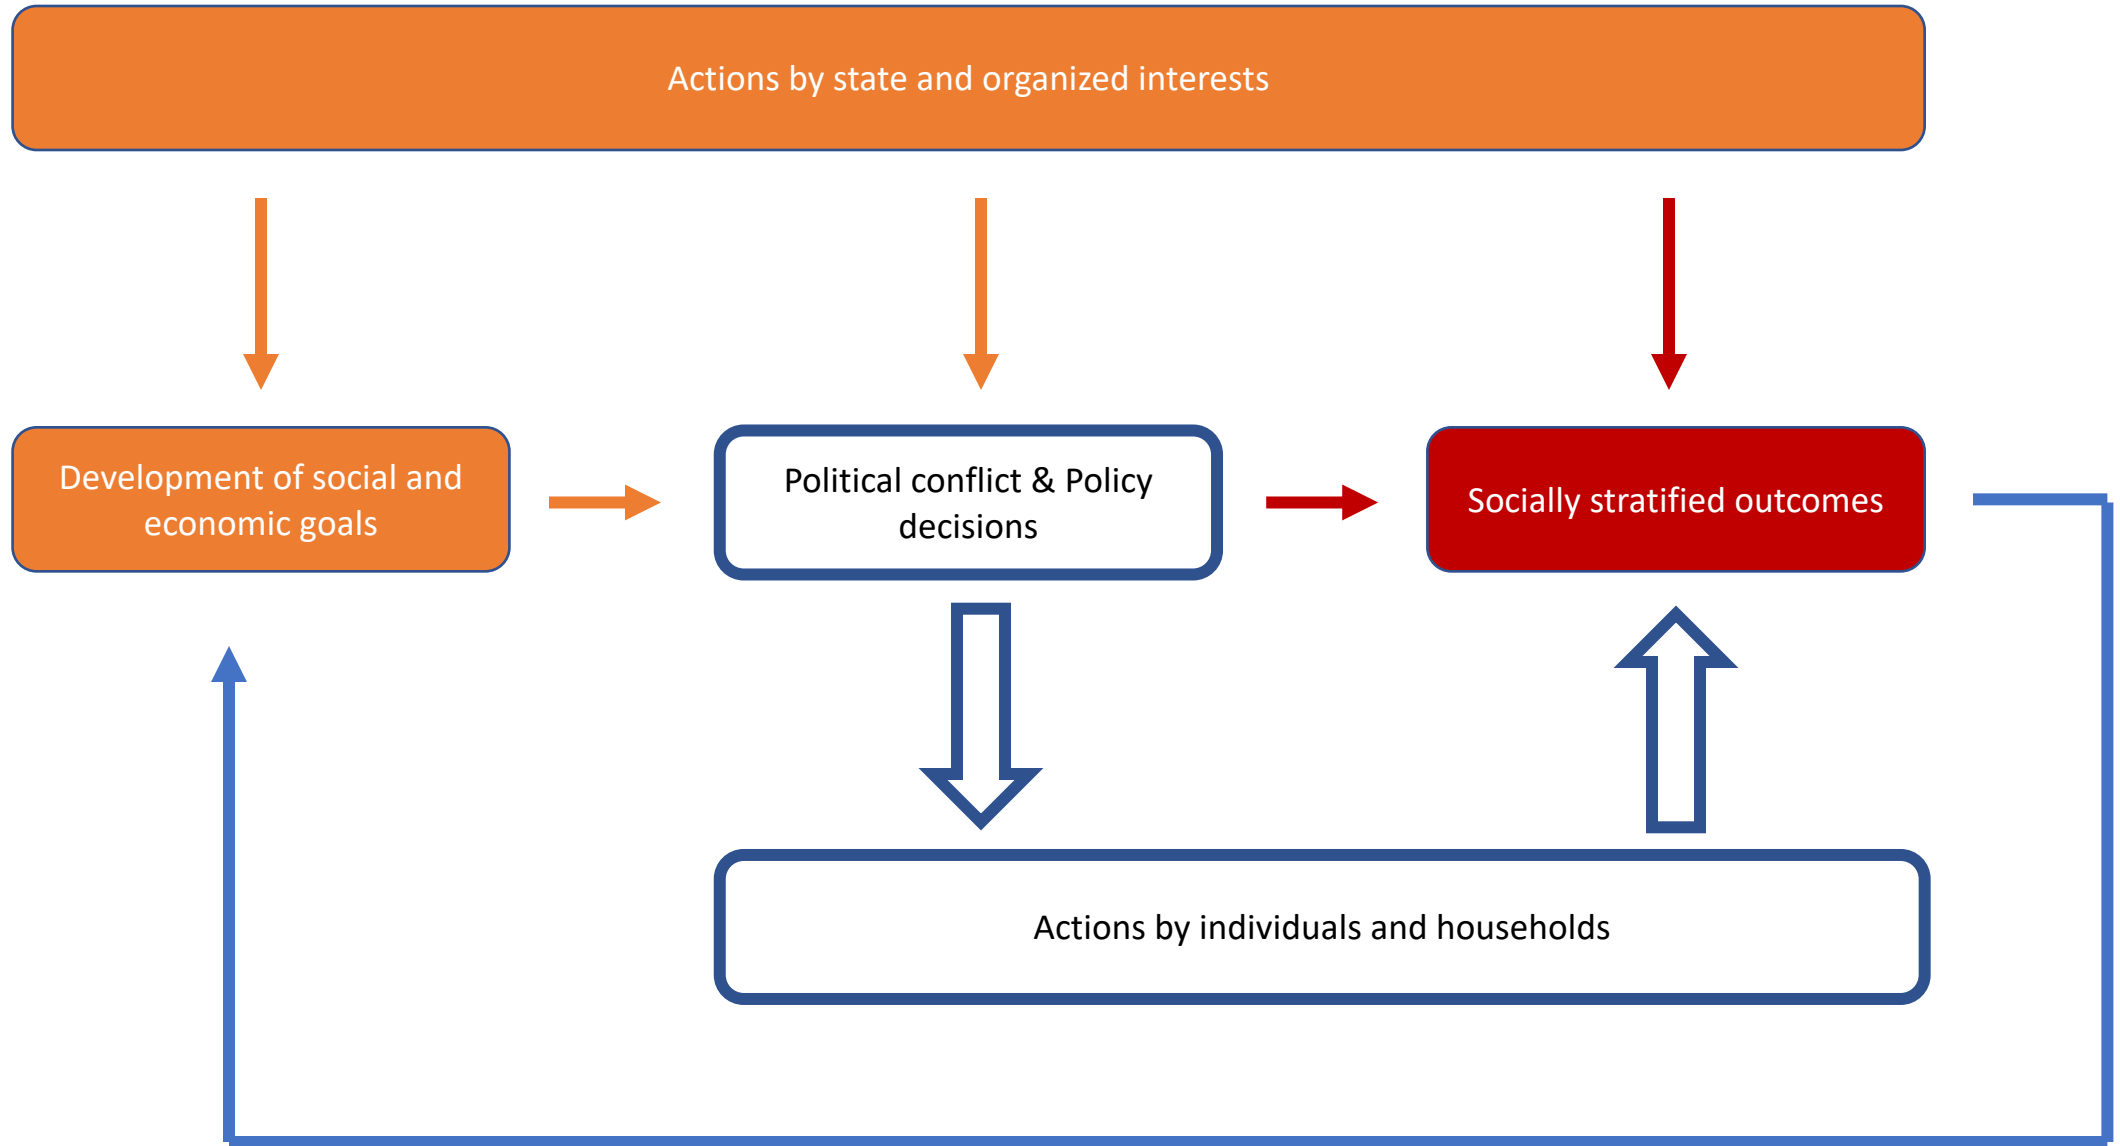 Actions by state and organized interests
Development of social and
economic goals
Political conflict & Policy
decisions
Socially stratified outcomes
Actions by individuals and households